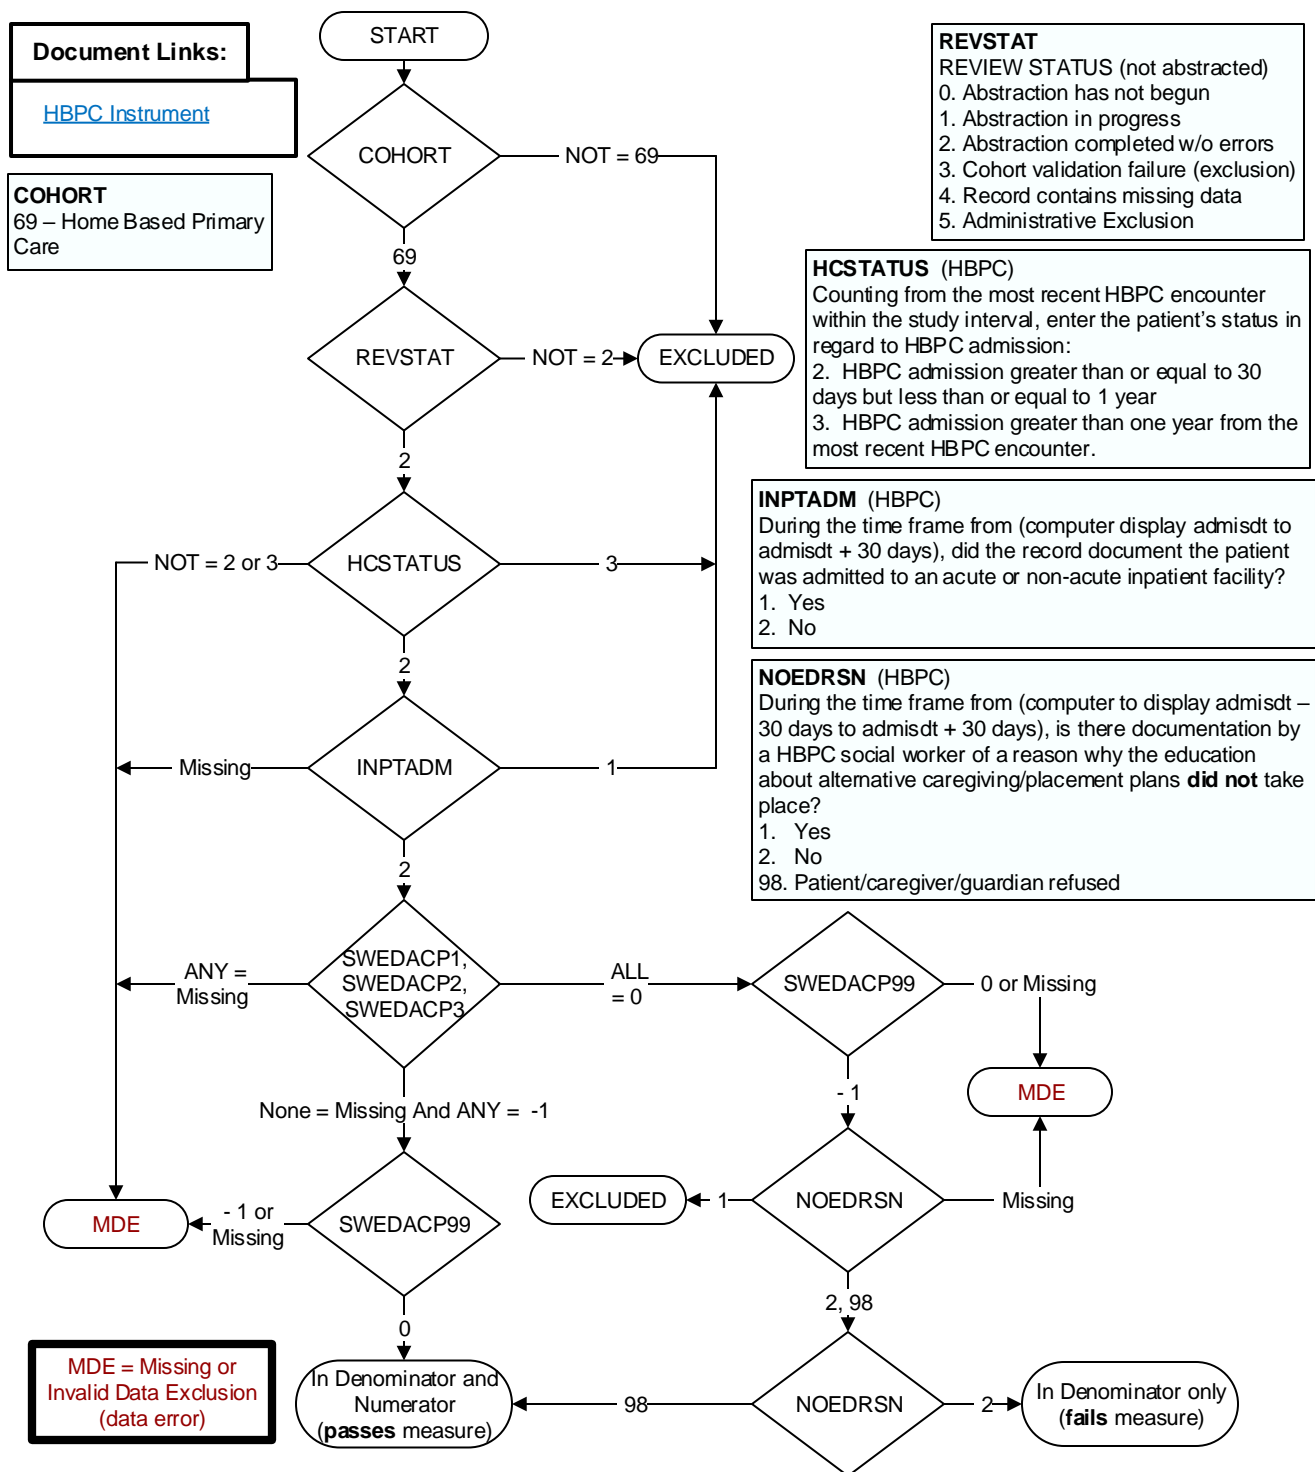 START
Document Links:
HBPC Instrument
COHORT
69 – Home Based Primary
Care
REVSTAT
REVIEW STATUS (not abstracted)
0. Abstraction has not begun
1. Abstraction in progress
2. Abstraction completed w/o errors
3. Cohort validation failure (exclusion)
4. Record contains missing data
5. Administrative Exclusion
COHORT
NOT = 69
69
REVSTAT
NOT = 2
EXCLUDED
2
HCSTATUS (HBPC)
Counting from the most recent HBPC encounter
within the study interval, enter the patient’s status in
regard to HBPC admission:
2. HBPC admission greater than or equal to 30
days but less than or equal to 1 year
3. HBPC admission greater than one year from the
most recent HBPC encounter.
NOT = 2 or 3
HCSTATUS
3
2
INPTADM (HBPC)
During the time frame from (computer display admisdt to
admisdt + 30 days), did the record document the patient
was admitted to an acute or non-acute inpatient facility?
1. Yes
2. No
Missing
INPTADM
1
2
NOEDRSN (HBPC)
During the time frame from (computer to display admisdt –
30 days to admisdt + 30 days), is there documentation by
a HBPC social worker of a reason why the education
about alternative caregiving/placement plans did not take
place?
1. Yes
2. No
98. Patient/caregiver/guardian refused
ANY =
Missing
SWEDACP1,
SWEDACP2,
SWEDACP3
ALL
= 0
SWEDACP99
0 or Missing
MDE
- 1
None = Missing And ANY = -1
MDE
- 1 or
Missing
SWEDACP99
0
EXCLUDED
1
NOEDRSN
Missing
2, 98
MDE = Missing or
Invalid Data Exclusion
(data error)
In Denominator and
Numerator
(passes measure)
98
NOEDRSN
2
In Denominator only
(fails measure)